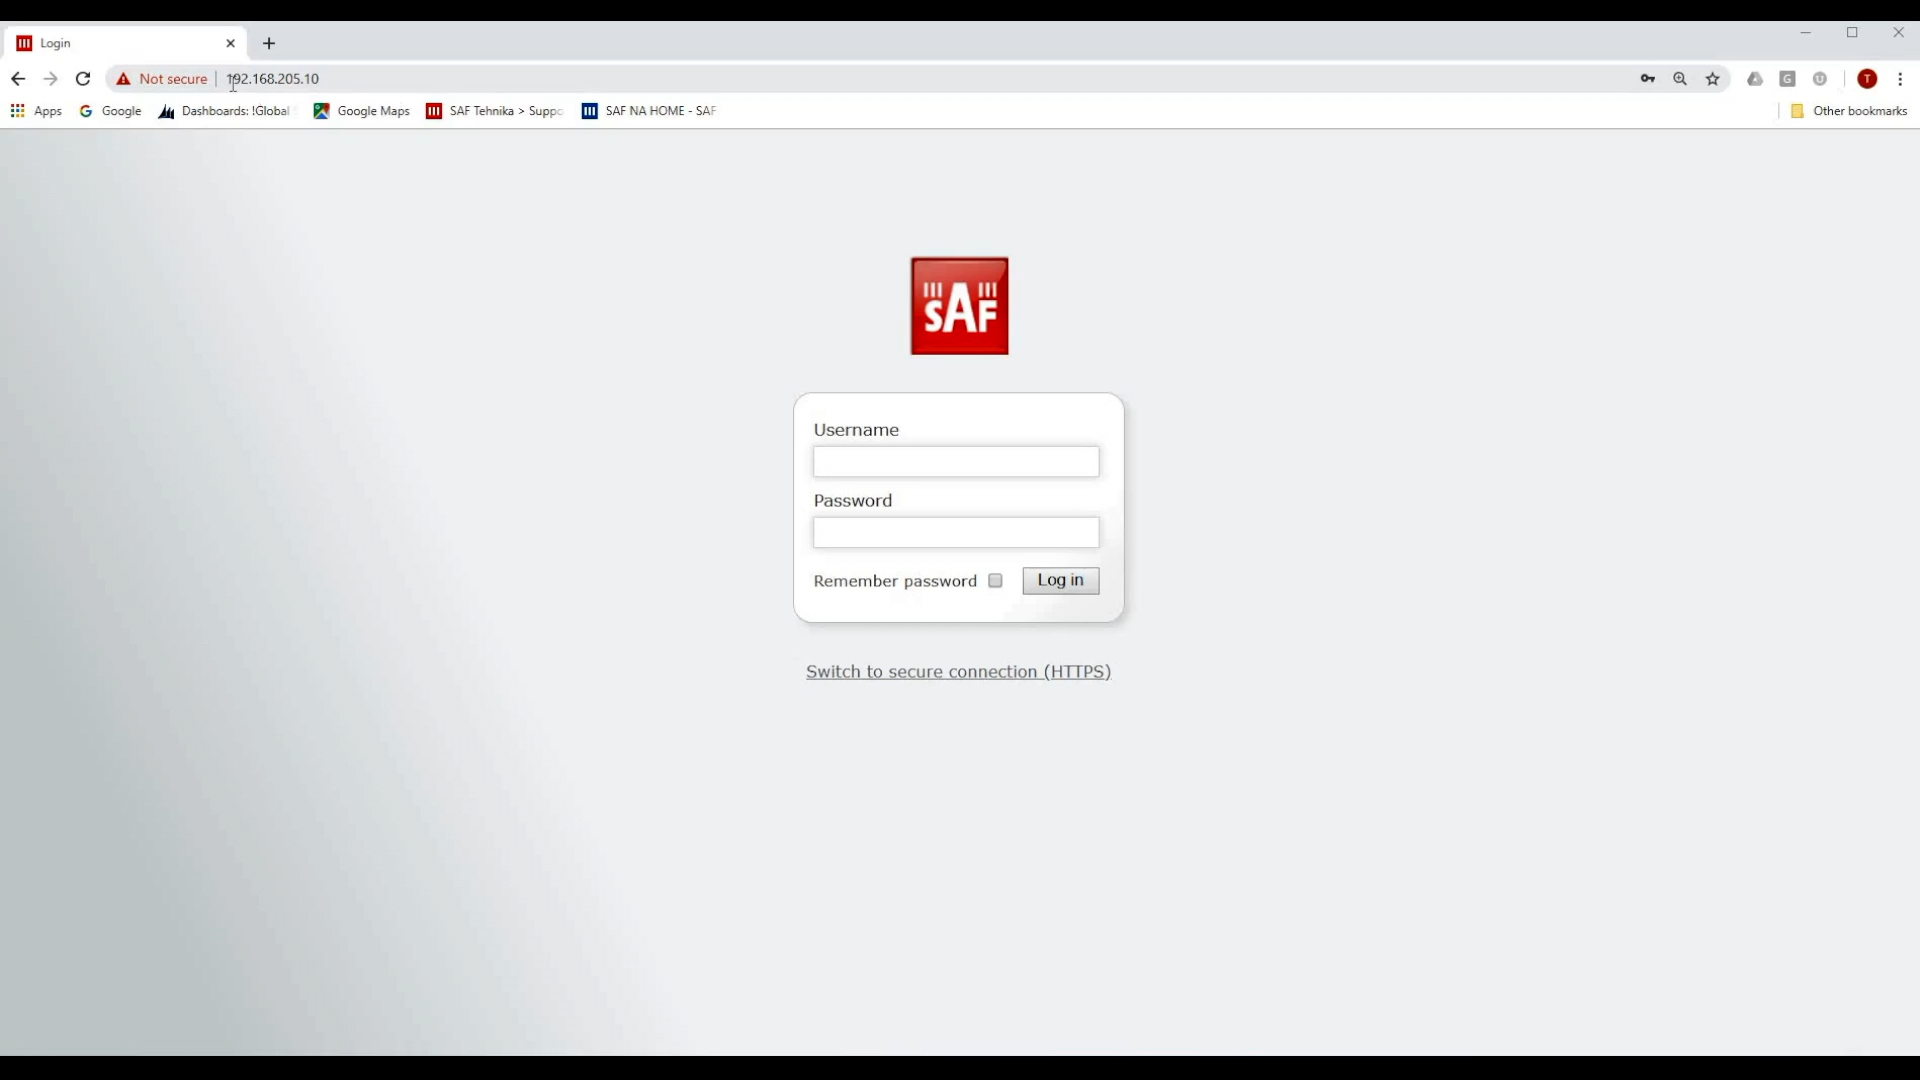 Login
Not secure 192.168.205.10
T
Apps Google Dashboards: !Global Google Maps SAF Tehnika > Suppo SAF NA HOME - SAF Other bookmarks
SAF
Username
Password
Remember password Log in
Switch to secure connection (HTTPS)